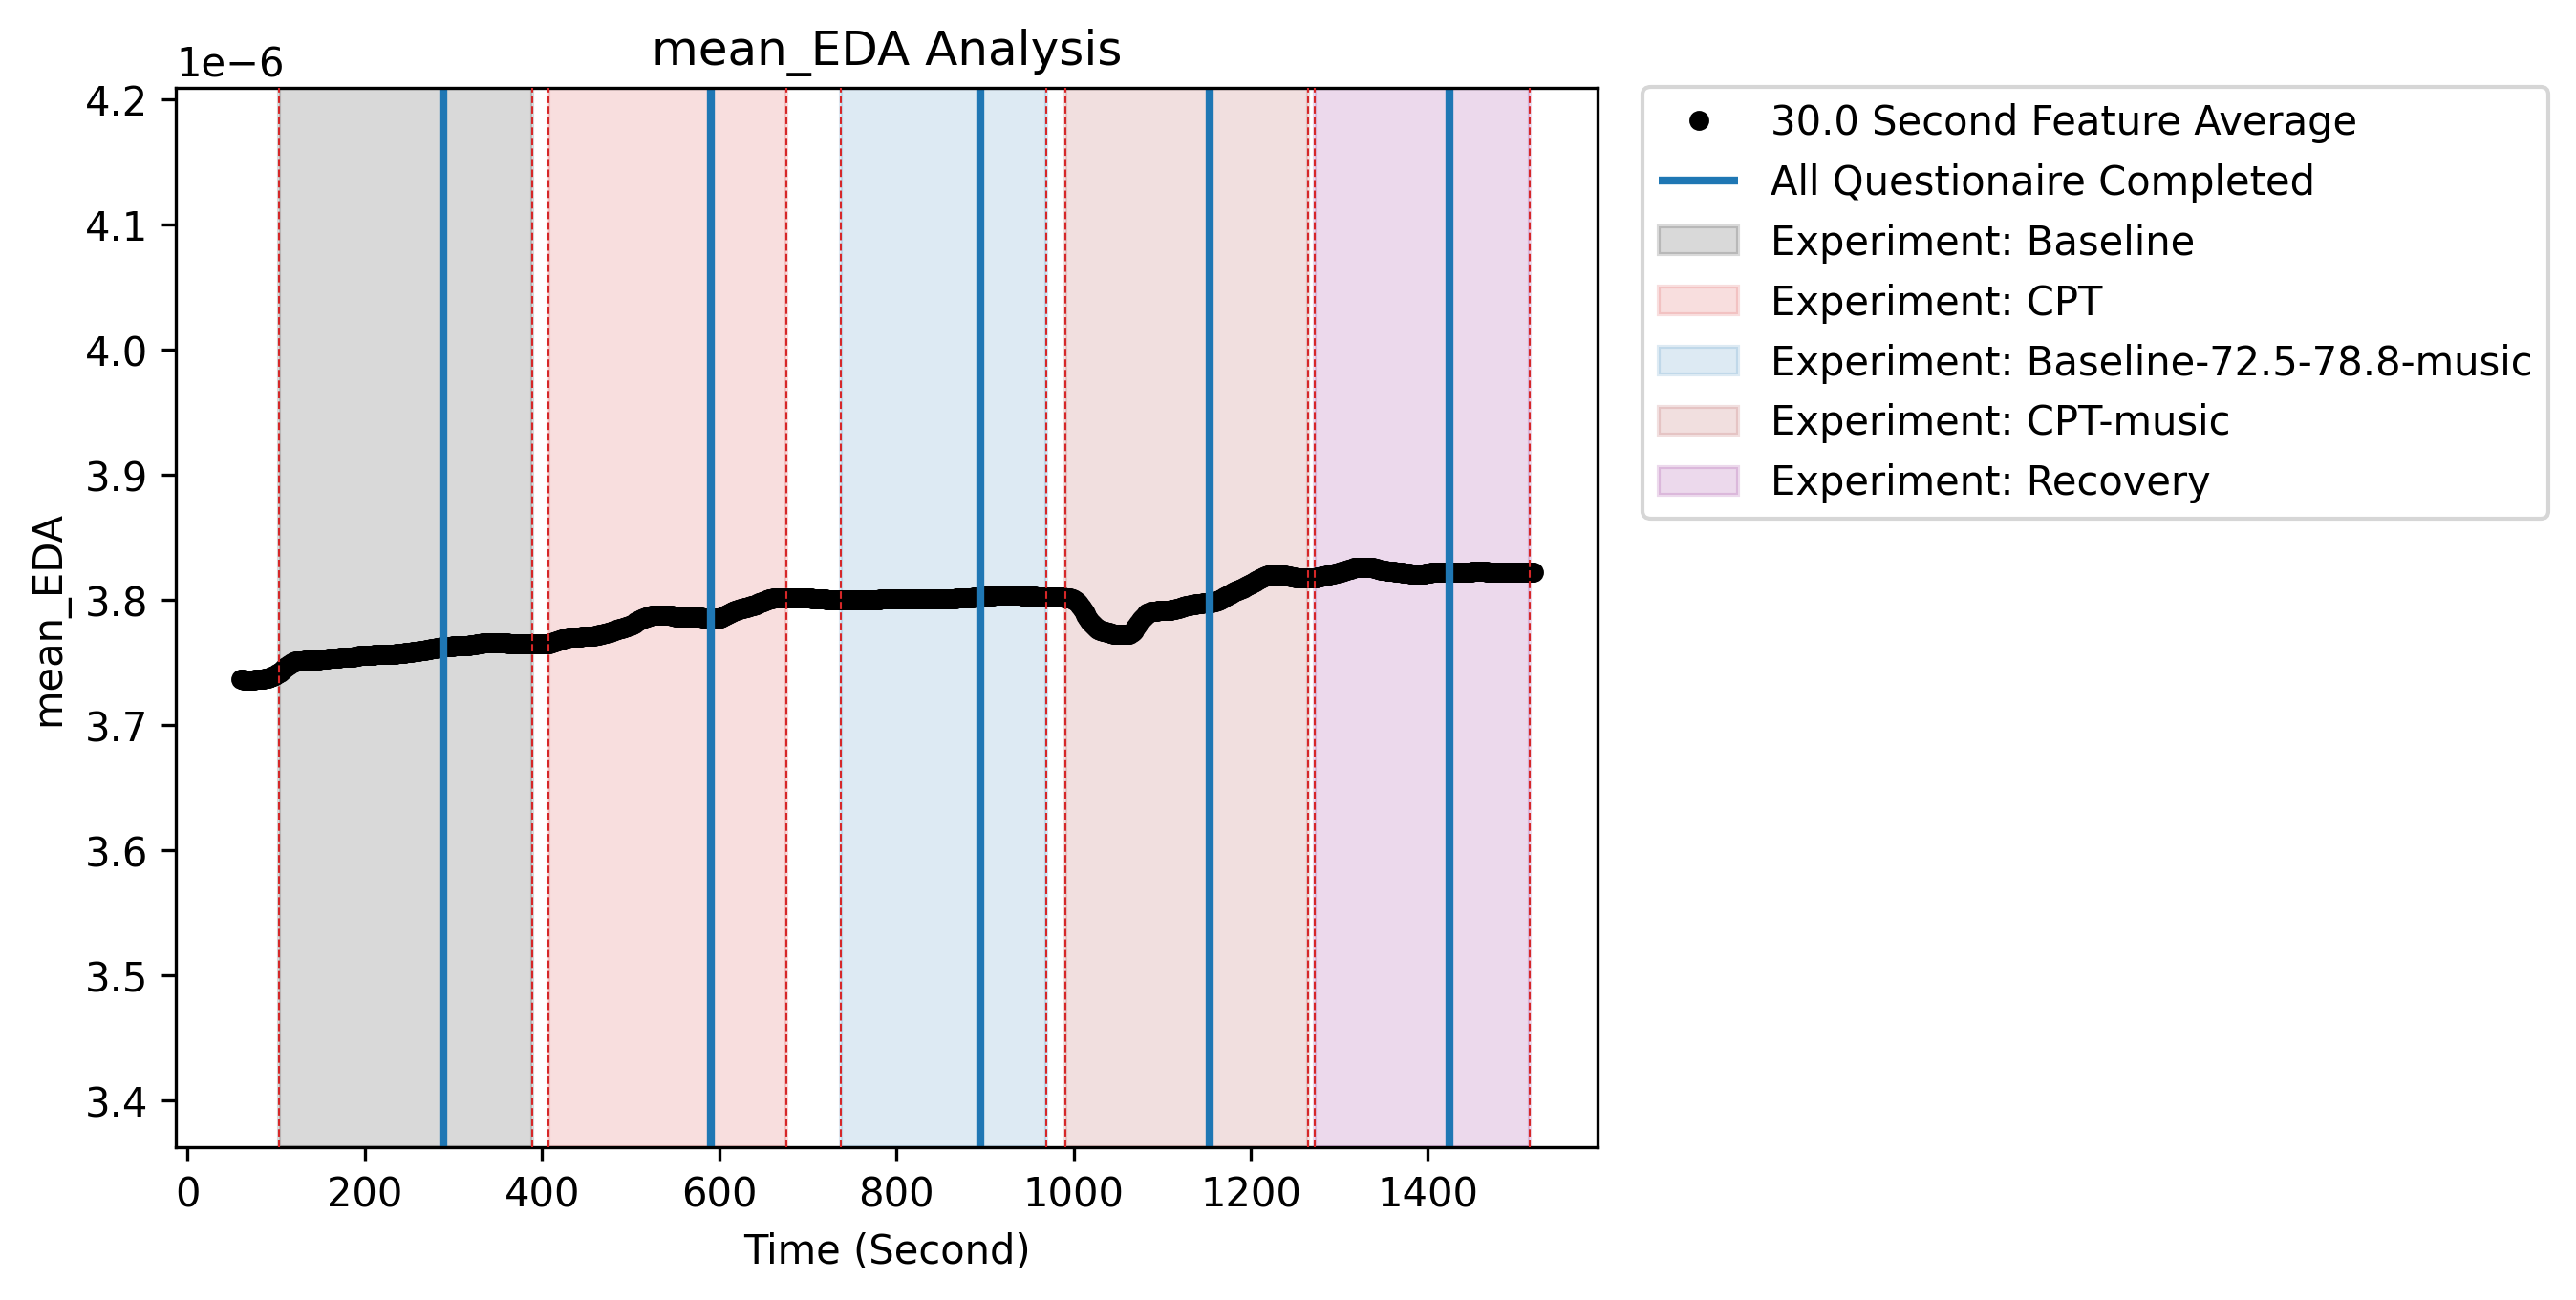 mean_EDA Analysis
1e−6
4.2
4.1
4.0
3.9
3.8
3.7
3.6
3.5
3.4
mean_EDA
0 200 400 600 800 1000 1200 1400
Time (Second)
30.0 Second Feature Average
All Questionaire Completed
Experiment: Baseline
Experiment: CPT
Experiment: Baseline-72.5-78.8-music
Experiment: CPT-music
Experiment: Recovery